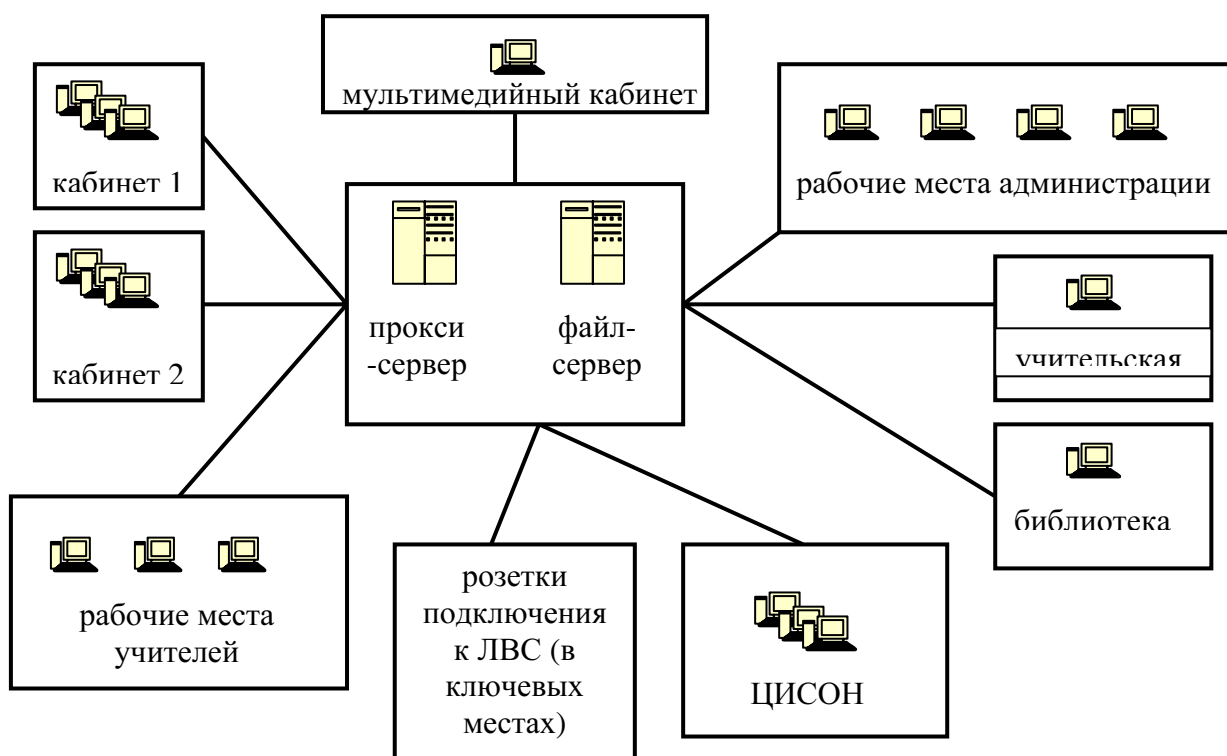 мультимедийный кабинет
кабинет 1
рабочие места администрации
кабинет 2
прокси
-сервер
файл-
сервер
учительская
библиотека
рабочие места
учителей
розетки
подключения
к ЛВС (в
ключевых
местах)
ЦИСОН